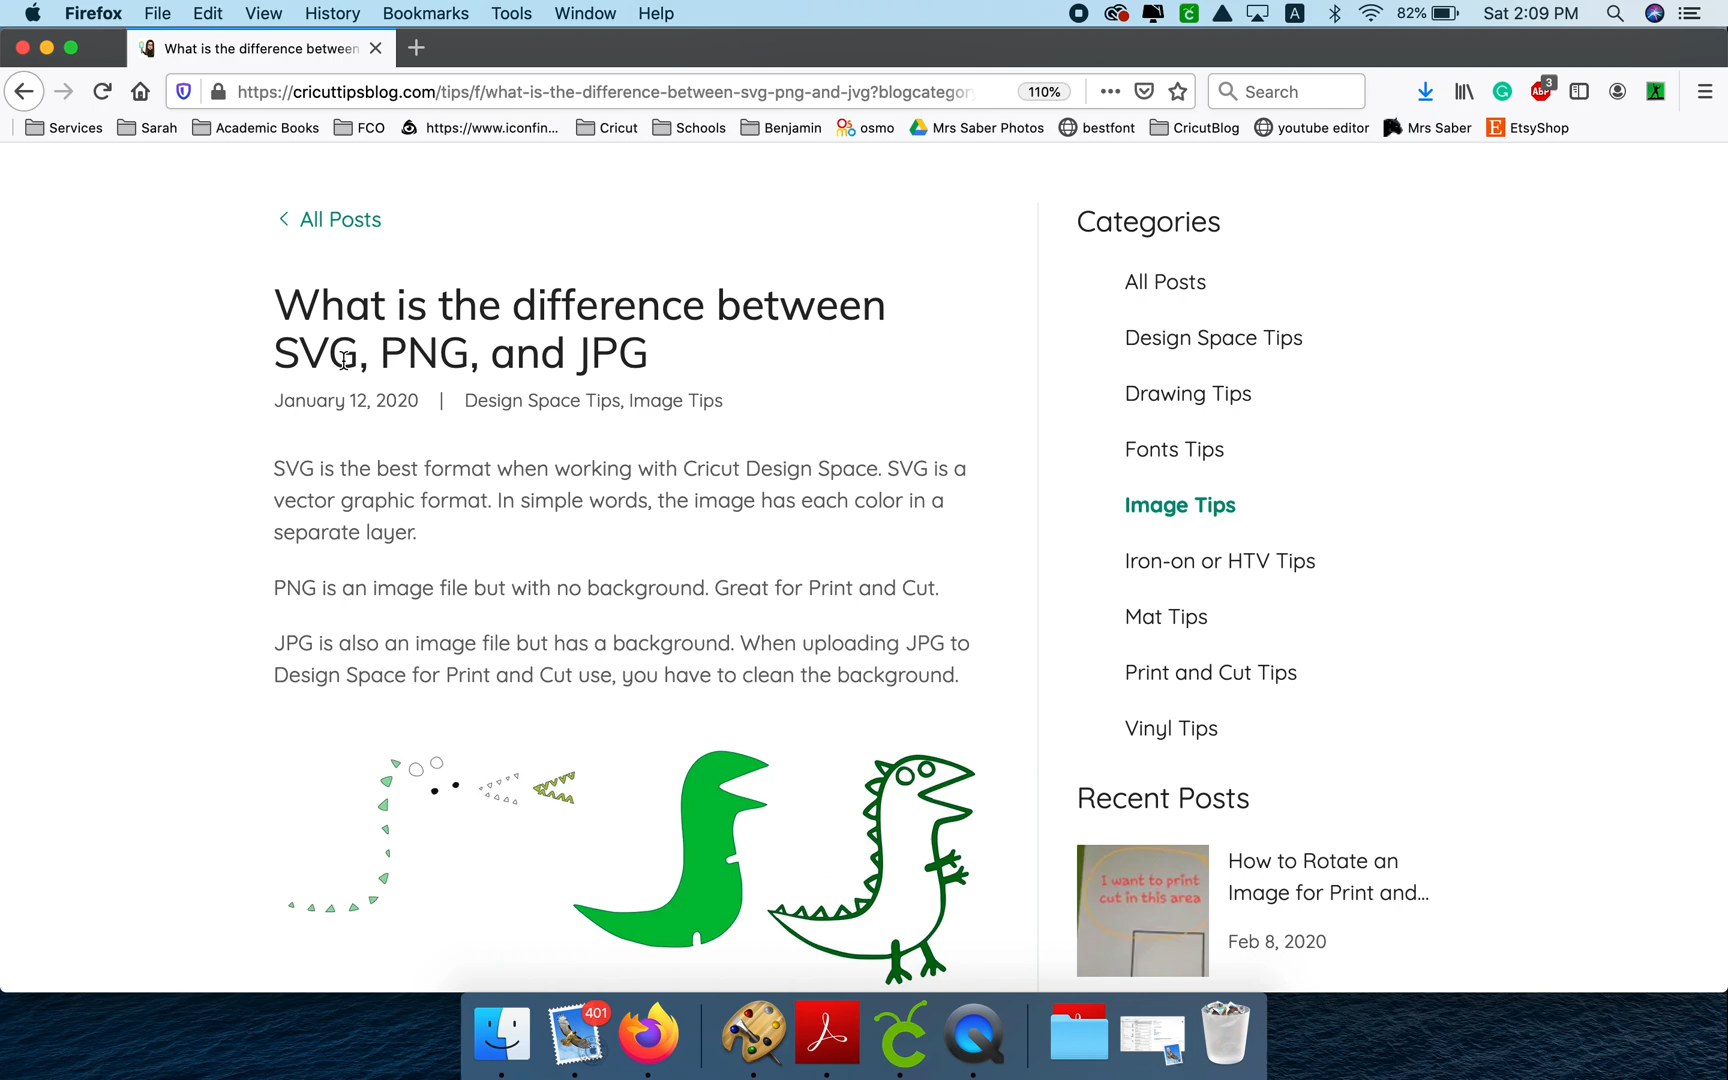 Firefox File Edit View History Bookmarks Tools Window Help 82% Sat 2:09 PM
What is the difference between
https://cricuttipsblog.com/tips/f/what-is-the-difference-between-svg-png-and-jvg?blogcategory 110% Search 3 ABP
Services Sarah Academic Books FCO https://www.iconfin... Cricut Schools Benjamin osmo Mrs Saber Photos bestfont CricutBlog youtube editor Mrs Saber EtsyShop
All Posts
What is the difference between
SVG, PNG, and JPG
January 12, 2020 | Design Space Tips, Image Tips
SVG is the best format when working with Cricut Design Space. SVG is a
vector graphic format. In simple words, the image has each color in a
separate layer.
PNG is an image file but with no background. Great for Print and Cut.
JPG is also an image file but has a background. When uploading JPG to
Design Space for Print and Cut use, you have to clean the background.
Categories
All Posts
Design Space Tips
Drawing Tips
Fonts Tips
Image Tips
Iron-on or HTV Tips
Mat Tips
Print and Cut Tips
Vinyl Tips
Recent Posts
I want to print
cut in this area
How to Rotate an
Image for Print and...
Feb 8, 2020
401